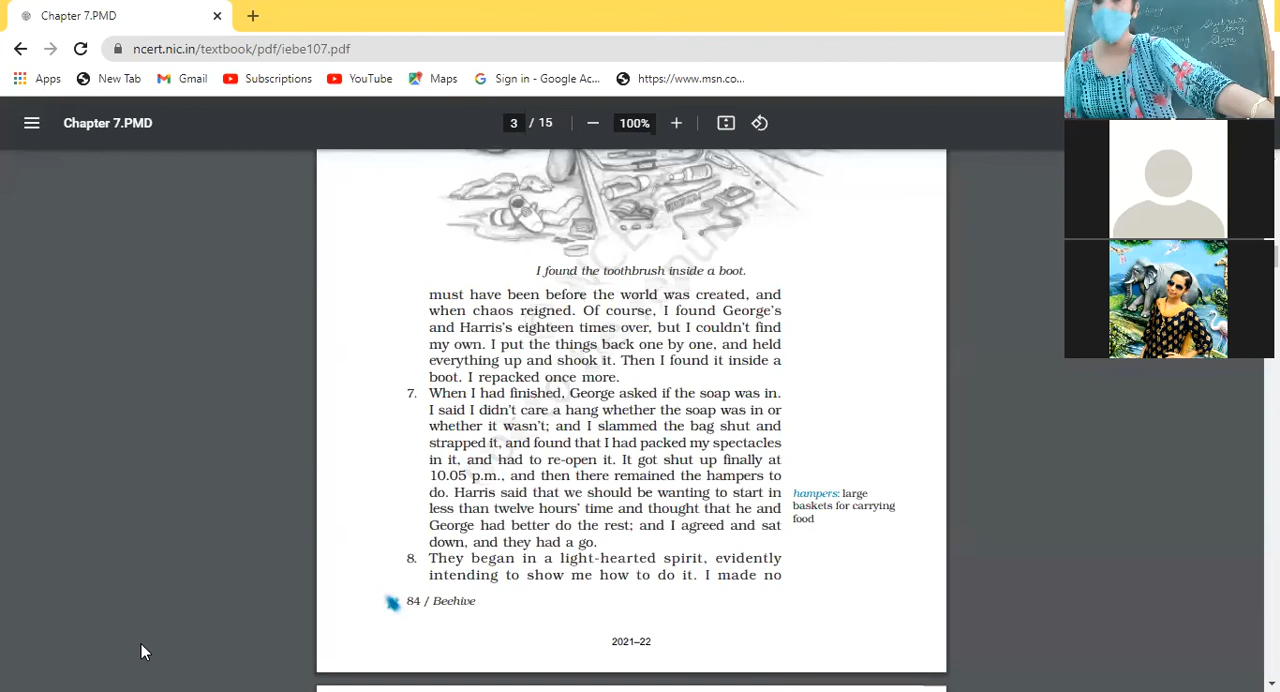 Chapter 7.PMD
ncert.nic.in/textbook/pdf/iebe107.pdf
Apps New Tab Gmail Subscriptions YouTube Maps Sign in - Google Ac... https://www.msn.co...
Chapter 7.PMD 3 / 15 100%
I found the toothbrush inside a boot.
must have been before the world was created, and
when chaos reigned. Of course, I found George's
and Harris's eighteen times over, but I couldn't find
my own. I put the things back one by one, and held
everything up and shook it. Then I found it inside a
boot. I repacked once more.
7. When I had finished, George asked if the soap was in.
I said I didn't care a hang whether the soap was in or
whether it wasn't; and I slammed the bag shut and
strapped it, and found that I had packed my spectacles
in it, and had to re-open it. It got shut up finally at
10.05 p.m., and then there remained the hampers to
do. Harris said that we should be wanting to start in
less than twelve hours' time and thought that he and
George had better do the rest; and I agreed and sat
down, and they had a go.
hampers: large
baskets for carrying
food
8. They began in a light-hearted spirit, evidently
intending to show me how to do it. I made no
84 / Beehive
2021–22